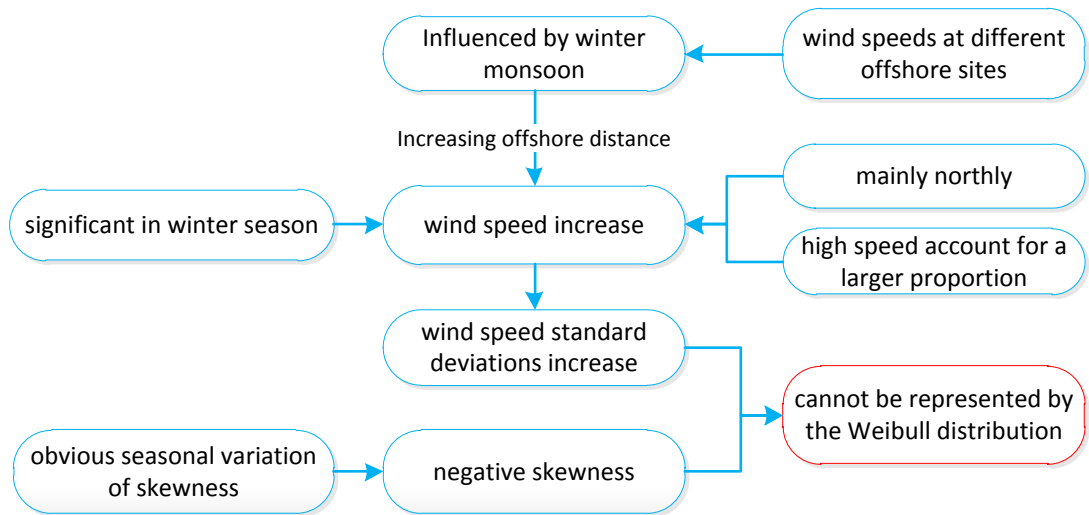 Influenced by winter
monsoon
wind speeds at different
offshore sites
Increasing offshore distance
mainly northly
significant in winter season
wind speed increase
high speed account for a
larger proportion
wind speed standard
deviations increase
cannot be represented by
the Weibull distribution
obvious seasonal variation
of skewness
negative skewness